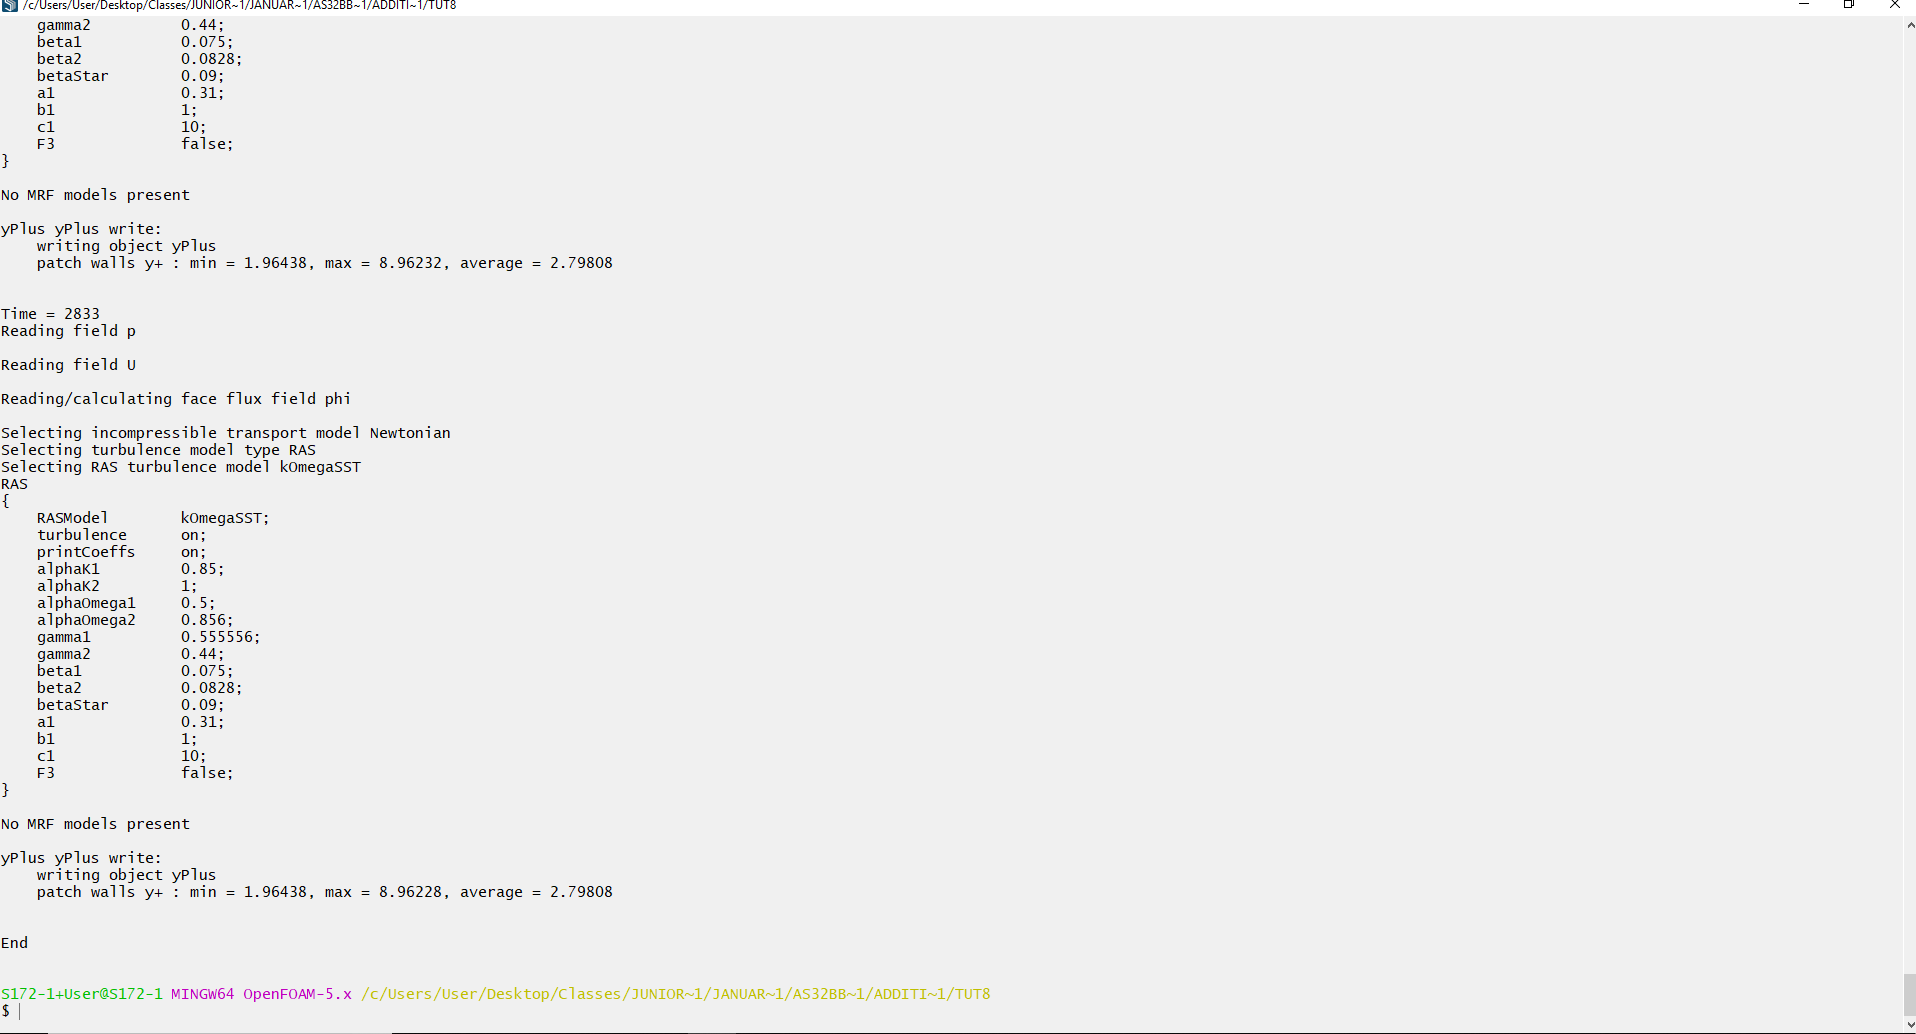 /c/Users/User/Desktop/Classes/JUNIOR~1/JANUAR~1/AS32BB~1/ADDITI~1/TUT8
gamma2 0.44;
beta1 0.075;
beta2 0.0828;
betaStar 0.09;
a1 0.31;
b1 1;
c1 10;
F3 false;
}
No MRF models present
yPlus yPlus write:
writing object yPlus
patch walls y+ : min = 1.96438, max = 8.96232, average = 2.79808
Time = 2833
Reading field p
Reading field U
Reading/calculating face flux field phi
Selecting incompressible transport model Newtonian
Selecting turbulence model type RAS
Selecting RAS turbulence model kOmegaSST
RAS
{
RASModel kOmegaSST;
turbulence on;
printCoeffs on;
alphaK1 0.85;
alphaK2 1;
alphaOmega1 0.5;
alphaOmega2 0.856;
gamma1 0.555556;
gamma2 0.44;
beta1 0.075;
beta2 0.0828;
betaStar 0.09;
a1 0.31;
b1 1;
c1 10;
F3 false;
}
No MRF models present
yPlus yPlus write:
writing object yPlus
patch walls y+ : min = 1.96438, max = 8.96228, average = 2.79808
End
S172-1+User@S172-1 MINGW64 OpenFOAM-5.x /c/Users/User/Desktop/Classes/JUNIOR~1/JANUAR~1/AS32BB~1/ADDITI~1/TUT8
$